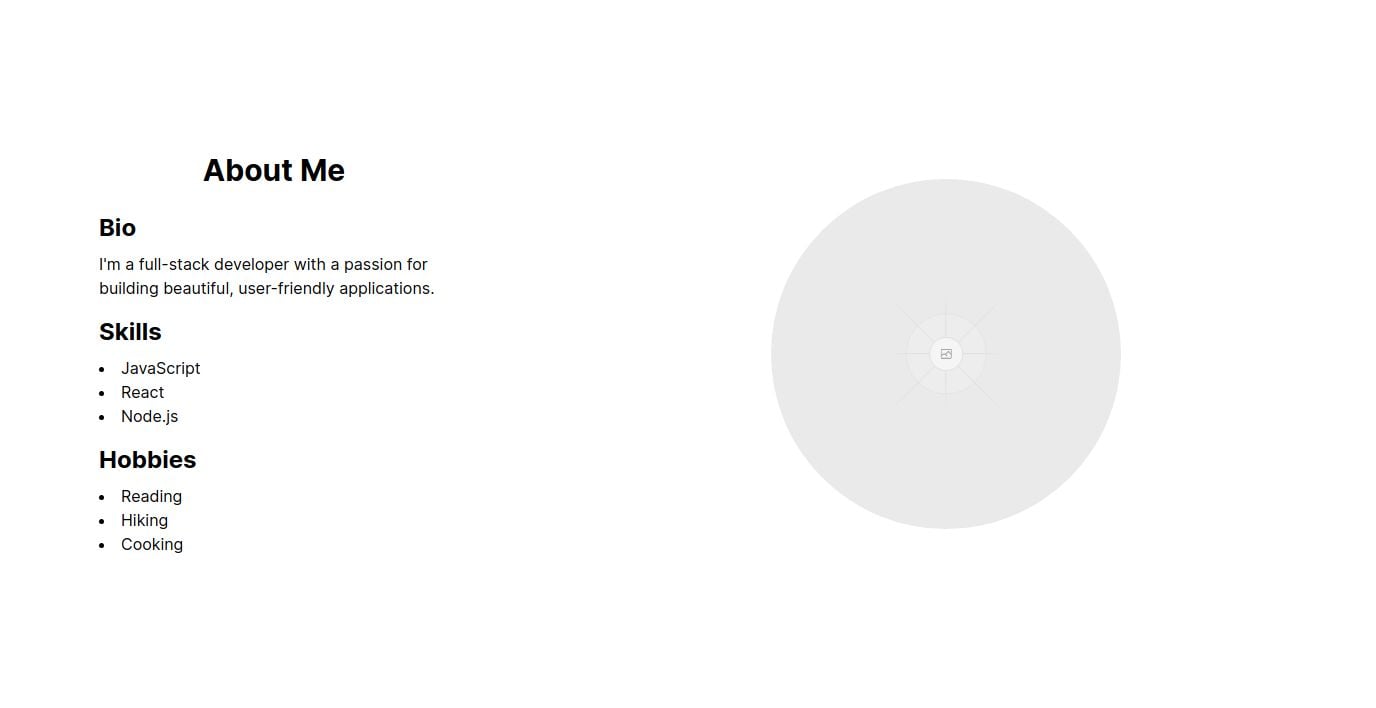 About Me
Bio
I'm a full-stack developer with a passion for
building beautiful, user-friendly applications.
Skills
• JavaScript
• React
• Node.js
Hobbies
• Reading
• Hiking
• Cooking